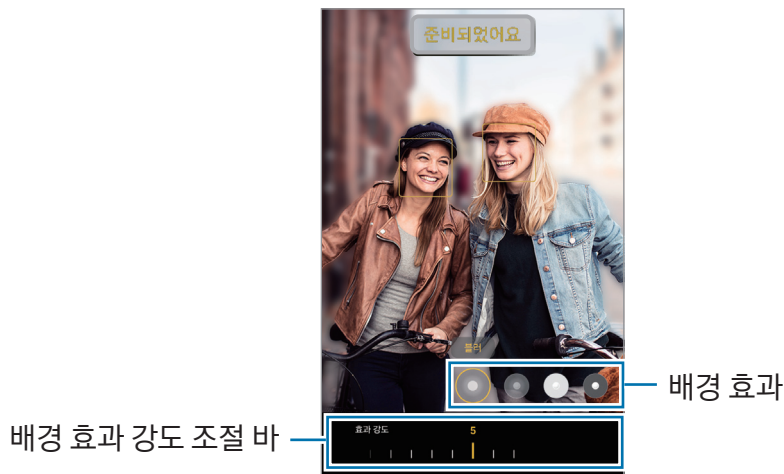 준비되었어요
블러
배경 효과
효과 강도
5
배경 효과 강도 조절 바